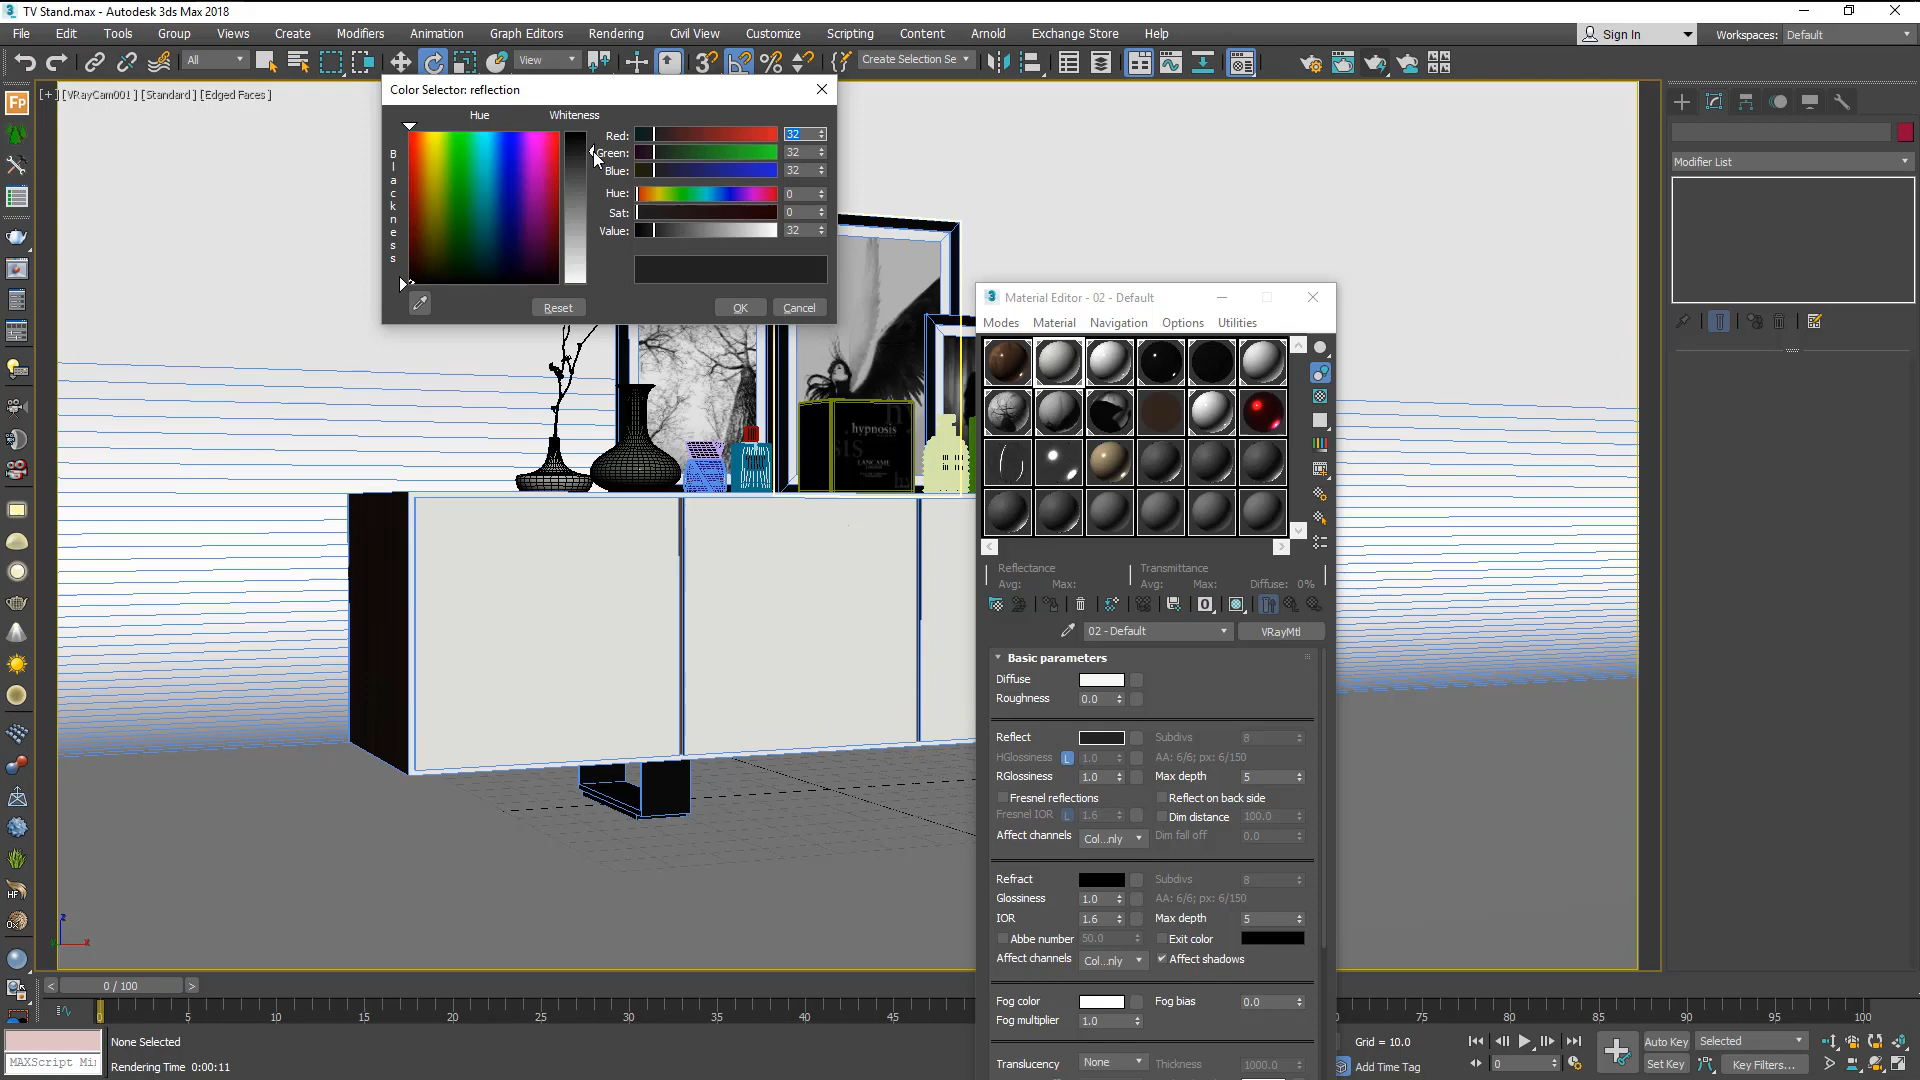 TV Stand.max - Autodesk 3ds Max 2018
File Edit Tools Group Views Create Modifiers Animation Graph Editors Rendering Civil View Customize Scripting Content Arnold Exchange Store Help
Sign In Workspaces: Default
All View Create Selection Se
[+] [VRayCam001] [Standard] [Edged Faces]
Color Selector: reflection
Hue Whiteness
Blackness
Red: 32
Green: 32
Blue: 32
Hue: 0
Sat: 0
Value: 32
Reset OK Cancel
Modifier List
Material Editor - 02 - Default
Modes Material Navigation Options Utilities
hypnosis
LANCOME
Reflectance Transmittance
Avg: Max: Avg: Max: Diffuse: 0%
02 - Default VRayMtl
Basic parameters
Diffuse
Roughness 0.0
Reflect Subdivs 8
HGlossiness L 1.0 AA: 6/6; px: 6/150
RGlossiness 1.0 Max depth 5
Fresnel reflections Reflect on back side
Fresnel IOR L 1.6 Dim distance 100.0
Affect channels Col...nly Dim fall off 0.0
Refract Subdivs 8
Glossiness 1.0 AA: 6/6; px: 6/150
IOR 1.6 Max depth 5
Abbe number 50.0 Exit color
Affect channels Col...nly Affect shadows
Fog color Fog bias 0.0
Fog multiplier 1.0
Translucency None Thickness 1000.0
z
x
0 / 100
0 5 10 15 20 25 30 35 40 45 75 80 85 90 95 100
None Selected
MAXScript Mi
Rendering Time 0:00:11
Grid = 10.0
Add Time Tag
0
Auto Key Selected
Set Key Key Filters...